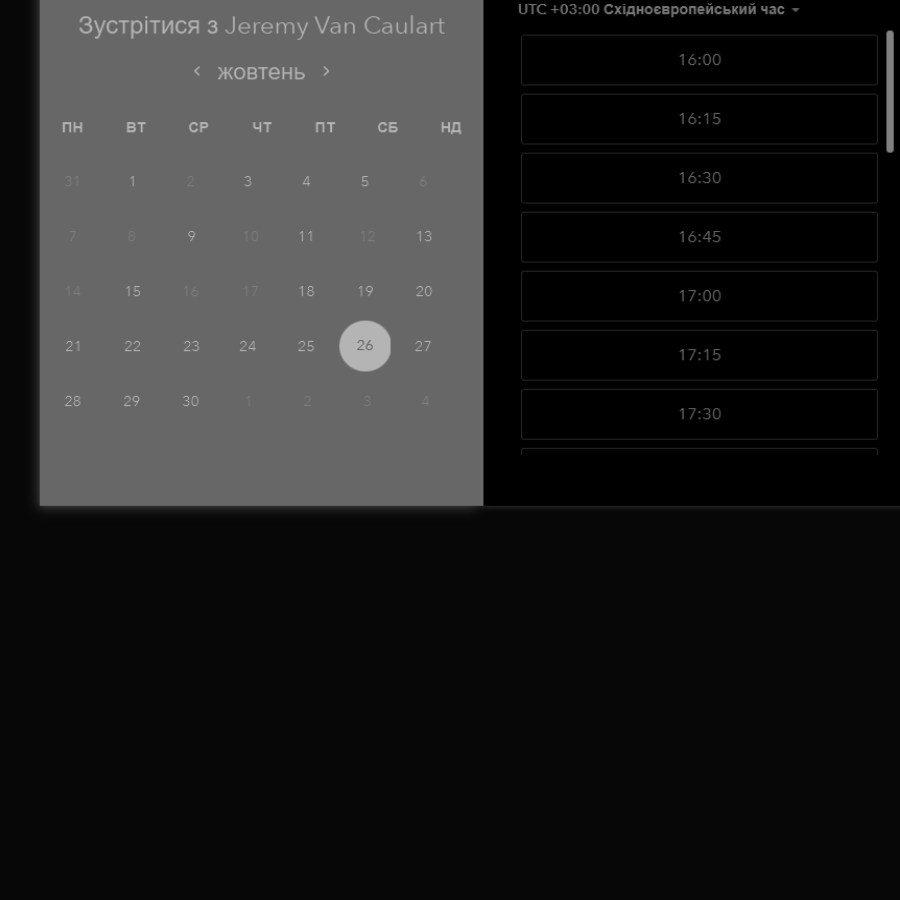 Зустрітися з Jeremy Van Caulart
жовтень
ПН ВТ СР ЧТ ПТ СБ НД
31 1 2 3 4 5 6
7 8 9 10 11 12 13
14 15 16 17 18 19 20
21 22 23 24 25 26 27
28 29 30 1 2 3 4
UTC +03:00 Східноєвропейський час
16:00
16:15
16:30
16:45
17:00
17:15
17:30